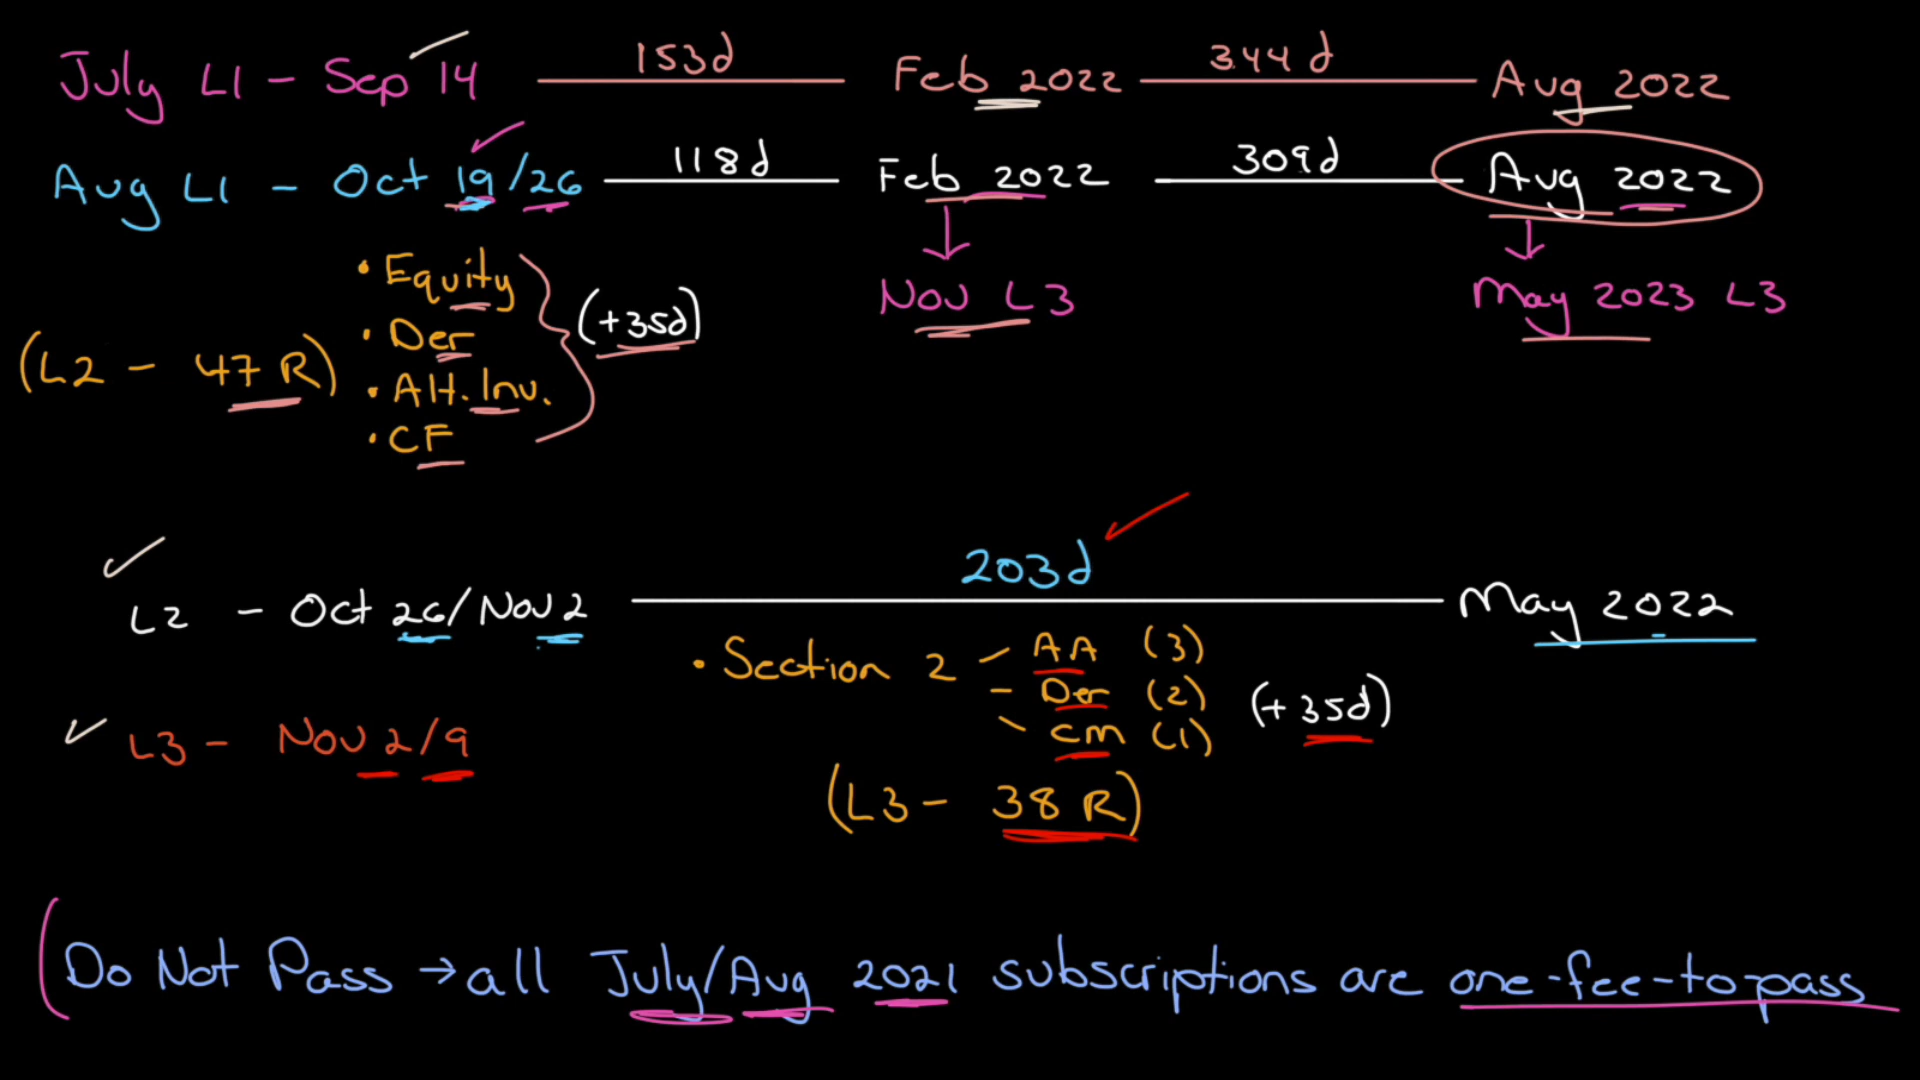 July L1 - Sep 14 153d Feb 2022 344d Aug 2022
Aug L1 - Oct 19/26 118d Feb 2022 309d Aug 2022
Nov L3 May 2023 L3
(L2 - 47 R)
• Equity
• Der
• Alt. Inv.
• CF
(+35d)
L2 - Oct 26/Nov 2 203d May 2022
• Section 2 - AA (3)
- Der (2)
- CM (1)
(+35d)
L3 - Nov 2/9
(L3 - 38 R)
Do Not Pass → all July/Aug 2021 subscriptions are one-fee-to-pass